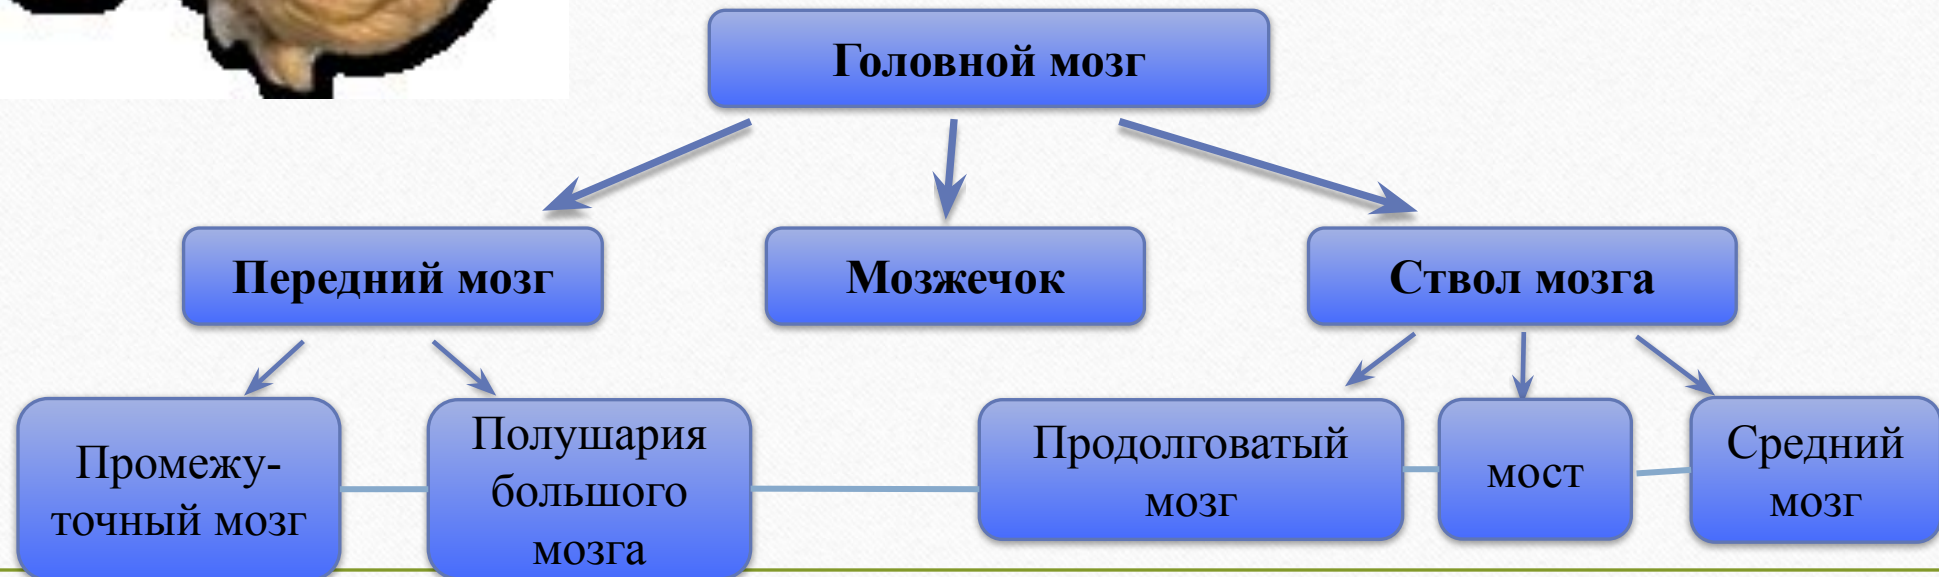 Головной мозг
Передний мозг
Мозжечок
Ствол мозга
Промежу-
точный мозг
Полушария
большого
мозга
Продолговатый
мозг
мост
Средний
мозг